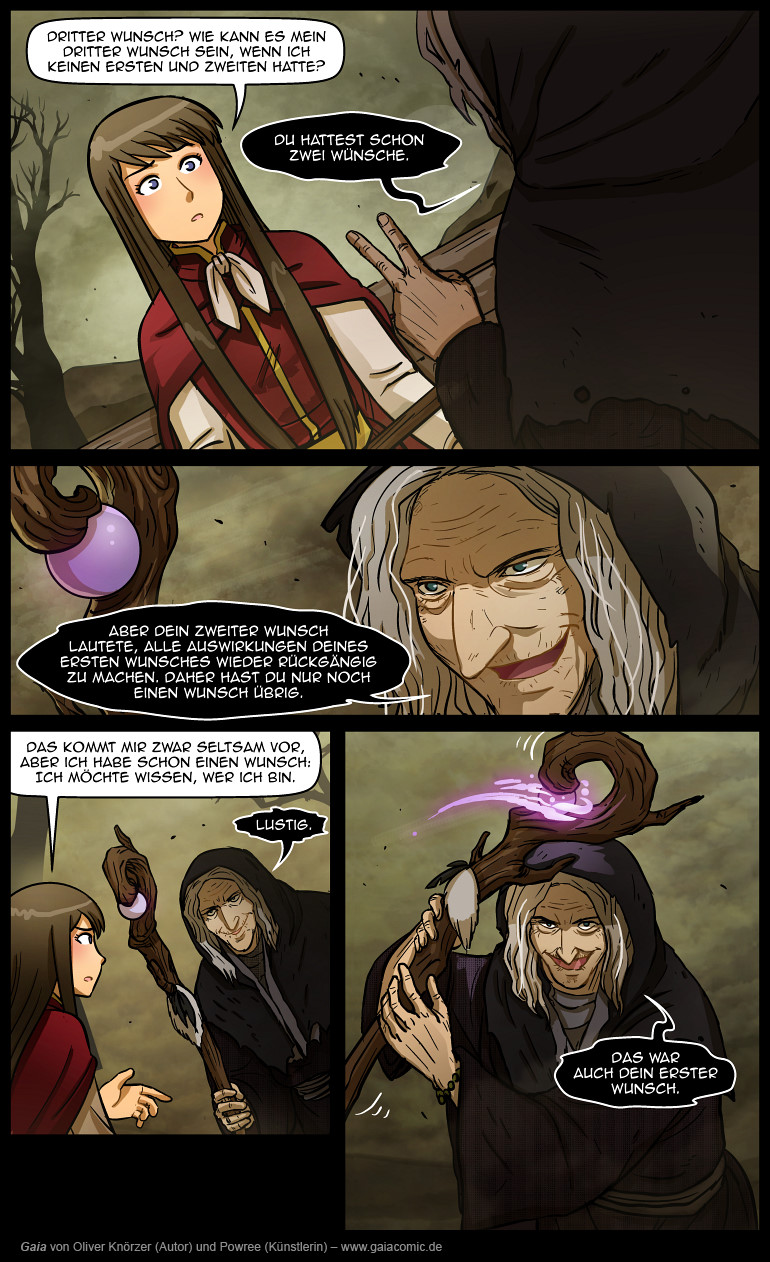 DRITTER WUNSCH? WIE KANN ES MEIN
DRITTER WUNSCH SEIN, WENN ICH
KEINEN ERSTEN UND ZWEITEN HATTE?
DU HATTEST SCHON
ZWEI WÜNSCHE.
ABER DEIN ZWEITER WUNSCH
LAUTETE, ALLE AUSWIRKUNGEN DEINES
ERSTEN WUNSCHES WIEDER RÜCKGÄNGIG
ZU MACHEN. DAHER HAST DU NUR NOCH
EINEN WUNSCH ÜBRIG.
DAS KOMMT MIR ZWAR SELTSAM VOR,
ABER ICH HABE SCHON EINEN WUNSCH:
ICH MÖCHTE WISSEN, WER ICH BIN.
LUSTIG.
DAS WAR
AUCH DEIN ERSTER
WUNSCH.
Gaia von Oliver Knörzer (Autor) und Powree (Künstlerin) – www.gaiacomic.de